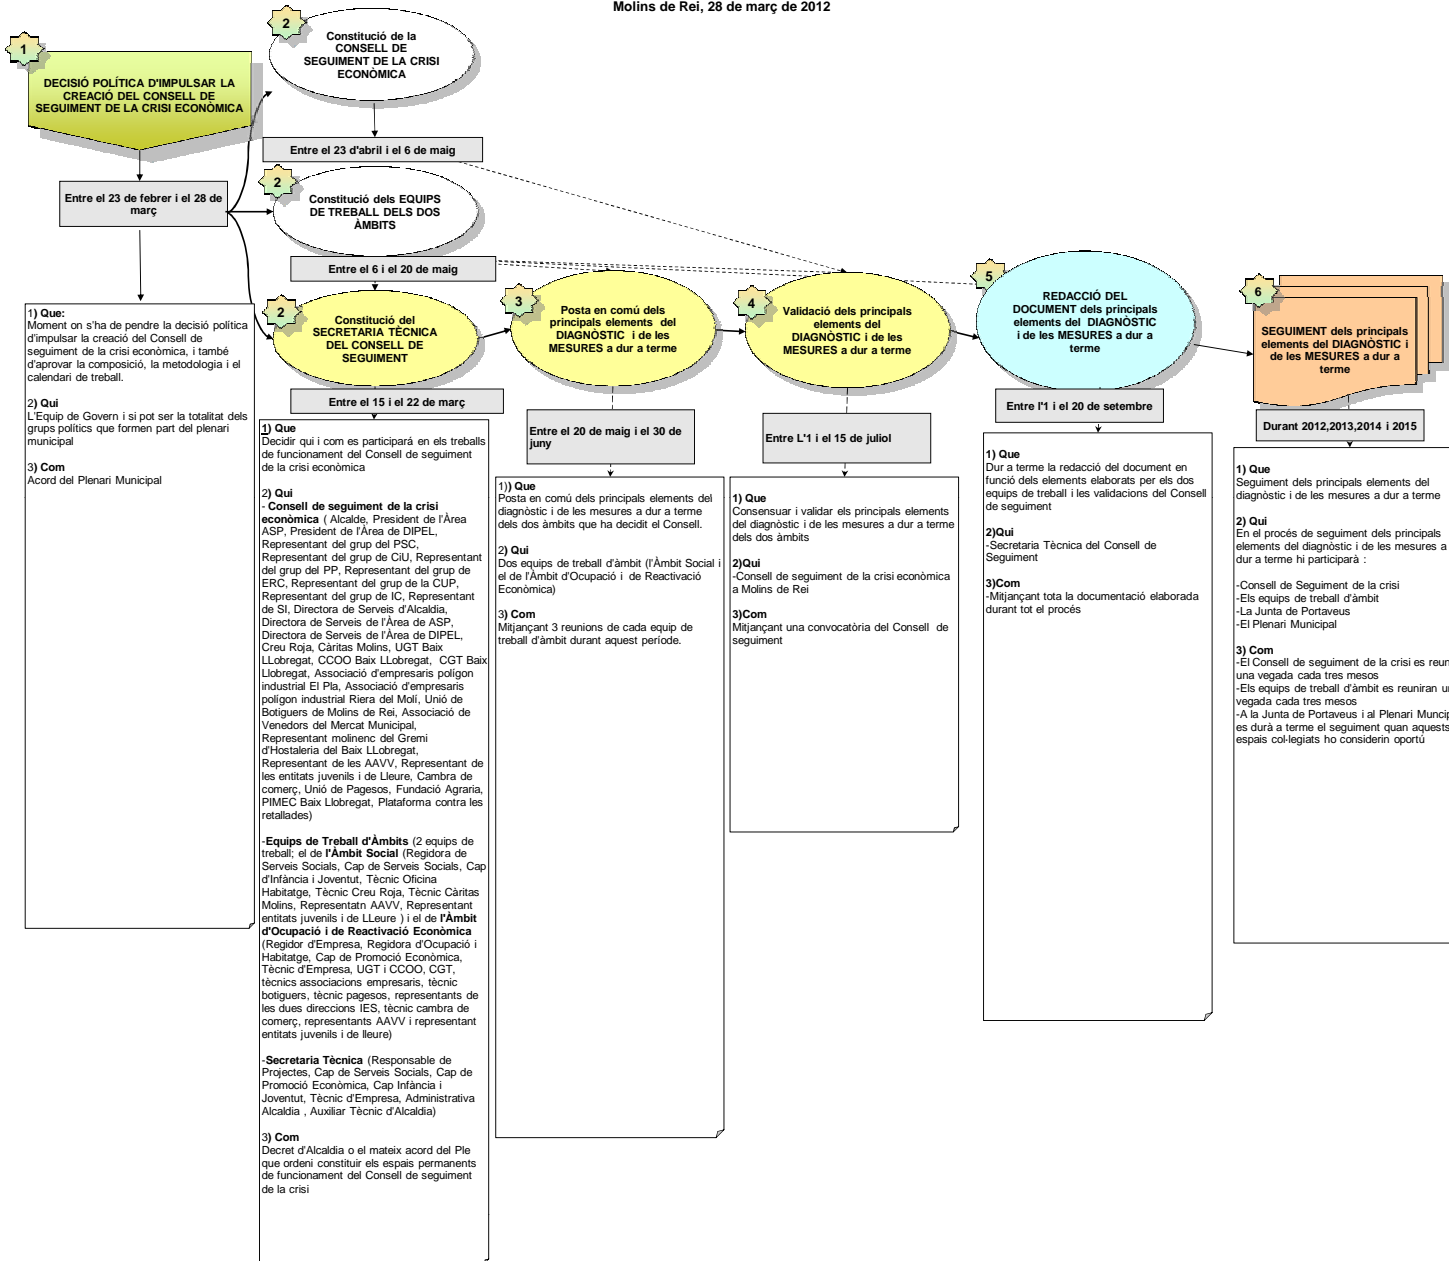 Molins de Rei, 28 de març de 2012
1
DECISIÓ POLÍTICA D'IMPULSAR LA
CREACIÓ DEL CONSELL DE
SEGUIMENT DE LA CRISI ECONÒMICA
Entre el 23 de febrer i el 28 de
març
1) Que:
Moment on s'ha de pendre la decisió política
d'impulsar la creació del Consell de
seguiment de la crisi econòmica, i també
d'aprovar la composició, la metodologia i el
calendari de treball.
2) Qui
L'Equip de Govern i si pot ser la totalitat dels
grups polítics que formen part del plenari
municipal
3) Com
Acord del Plenari Municipal
2
Constitució de la
CONSELL DE
SEGUIMENT DE LA CRISI
ECONÒMICA
Entre el 23 d'abril i el 6 de maig
2
Constitució dels EQUIPS
DE TREBALL DELS DOS
ÀMBITS
Entre el 6 i el 20 de maig
2
Constitució del
SECRETARIA TÈCNICA
DEL CONSELL DE
SEGUIMENT
Entre el 15 i el 22 de març
1) Que
Decidir qui i com es participará en els treballs
de funcionament del Consell de seguiment
de la crisi econòmica
2) Qui
- Consell de seguiment de la crisi
econòmica ( Alcalde, President de l'Àrea
ASP, President de l'Àrea de DIPEL,
Representant del grup del PSC,
Representant del grup de CiU, Representant
del grup del PP, Representant del grup de
ERC, Representant del grup de la CUP,
Representant del grup de IC, Representant
de SI, Directora de Serveis d'Alcaldia,
Directora de Serveis de l'Àrea de ASP,
Directora de Serveis de l'Àrea de DIPEL,
Creu Roja, Càritas Molins, UGT Baix
LLobregat, CCOO Baix LLobregat, CGT Baix
Llobregat, Associació d'empresaris polígon
industrial El Pla, Associació d'empresaris
polígon industrial Riera del Molí, Unió de
Botiguers de Molins de Rei, Associació de
Venedors del Mercat Municipal,
Representant molinenc del Gremi
d'Hostaleria del Baix LLobregat,
Representant de les AAVV, Representant de
les entitats juvenils i de Lleure, Cambra de
comerç, Unió de Pagesos, Fundació Agraria,
PIMEC Baix Llobregat, Plataforma contra les
retallades)
-Equips de Treball d'Àmbits (2 equips de
treball; el de l'Àmbit Social (Regidora de
Serveis Socials, Cap de Serveis Socials, Cap
d'Infància i Joventut, Tècnic Oficina
Habitatge, Tècnic Creu Roja, Tècnic Càritas
Molins, Representatn AAVV, Representant
entitats juvenils i de LLeure ) i el de l'Àmbit
d'Ocupació i de Reactivació Econòmica
(Regidor d'Empresa, Regidora d'Ocupació i
Habitatge, Cap de Promoció Econòmica,
Tècnic d'Empresa, UGT i CCOO, CGT,
tècnics associacions empresaris, tècnic
botiguers, tècnic pagesos, representants de
les dues direccions IES, tècnic cambra de
comerç, representants AAVV i representant
entitats juvenils i de lleure)
-Secretaria Tècnica (Responsable de
Projectes, Cap de Serveis Socials, Cap de
Promoció Econòmica, Cap Infància i
Joventut, Tècnic d'Empresa, Administrativa
Alcaldia , Auxiliar Tècnic d'Alcaldia)
3) Com
Decret d'Alcaldia o el mateix acord del Ple
que ordeni constituir els espais permanents
de funcionament del Consell de seguiment
de la crisi
3
Posta en comú dels
principals elements del
DIAGNÒSTIC i de les
MESURES a dur a terme
Entre el 20 de maig i el 30 de
juny
1)) Que
Posta en comú dels principals elements del
diagnòstic i de les mesures a dur a terme
dels dos àmbits que ha decidit el Consell.
2) Qui
Dos equips de treball d'àmbit (l'Àmbit Social i
el de l'Àmbit d'Ocupació i de Reactivació
Econòmica)
3) Com
Mitjançant 3 reunions de cada equip de
treball d'àmbit durant aquest període.
4
Validació dels principals
elements del
DIAGNÒSTIC i de les
MESURES a dur a terme
Entre L'1 i el 15 de juliol
1) Que
Consensuar i validar els principals elements
del diagnòstic i de les mesures a dur a terme
dels dos àmbits
2)Qui
-Consell de seguiment de la crisi econòmica
a Molins de Rei
3)Com
Mitjançant una convocatòria del Consell de
seguiment
5
REDACCIÓ DEL
DOCUMENT dels principals
elements del DIAGNÒSTIC
i de les MESURES a dur a
terme
Entre l'1 i el 20 de setembre
1) Que
Dur a terme la redacció del document en
funció dels elements elaborats per els dos
equips de treball i les validacions del Consell
de seguiment
2)Qui
-Secretaria Tècnica del Consell de
Seguiment
3)Com
-Mitjançant tota la documentació elaborada
durant tot el procés
6
SEGUIMENT dels principals
elements del DIAGNÒSTIC i
de les MESURES a dur a
terme
Durant 2012,2013,2014 i 2015
1) Que
Seguiment dels principals elements del
diagnòstic i de les mesures a dur a terme
2) Qui
En el procés de seguiment dels principals
elements del diagnòstic i de les mesures a
dur a terme hi participarà :
-Consell de Seguiment de la crisi
-Els equips de treball d'àmbit
-La Junta de Portaveus
-El Plenari Municipal
3) Com
-El Consell de seguiment de la crisi es
una vegada cada tres mesos
-Els equips de treball d'àmbit es reuniran
vegada cada tres mesos
-A la Junta de Portaveus i al Plenari
es durà a terme el seguiment quan aquests
espais col·legiats ho considerin oportú